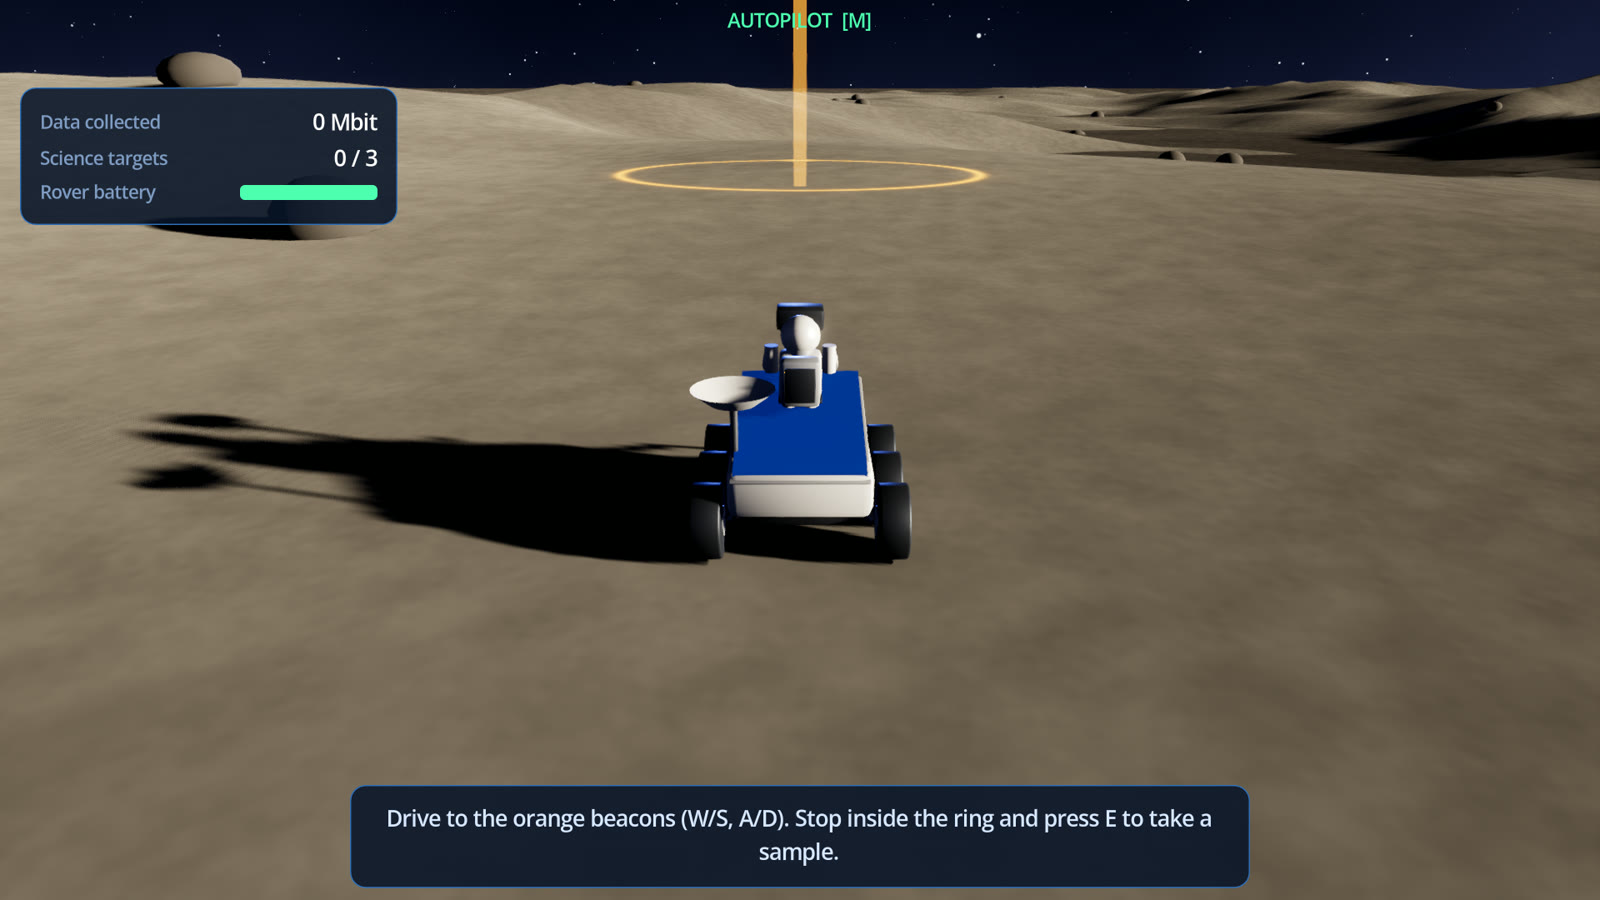 AUTOPILOT [M]
Data collected 0 Mbit
Science targets 0 / 3
Rover battery
Drive to the orange beacons (W/S, A/D). Stop inside the ring and press E to take a
sample.